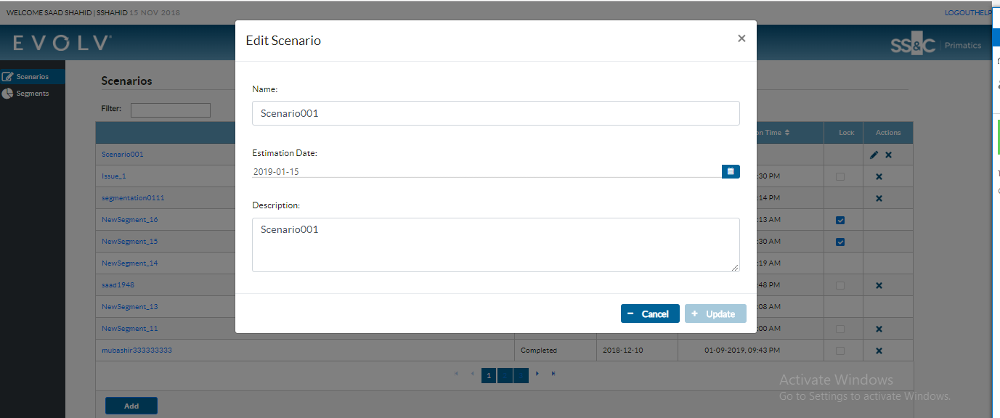 WELCOME SAAD SHAHID | SSHAHID 15 NOV 2018
LOGOUTHELP
EVOLV
SS&C | Primatics
Scenarios
Segments
Scenarios
Filter:
Edit Scenario
×
Name:
Scenario001
Estimation Date:
2019-01-15
Description:
Scenario001
Cancel
Update
on Time Lock Actions
Scenario001
Issue_1 :30 PM
segmentation0111 :14 PM
NewSegment_16 :13 AM
NewSegment_15 :30 AM
NewSegment_14 :19 AM
saad1948 :48 PM
NewSegment_13 :08 AM
NewSegment_11 :00 AM
mubashir333333333 Completed 2018-12-10 01-09-2019, 09:43 PM
1 2 3
Add
Activate Windows
Go to Settings to activate Windows.